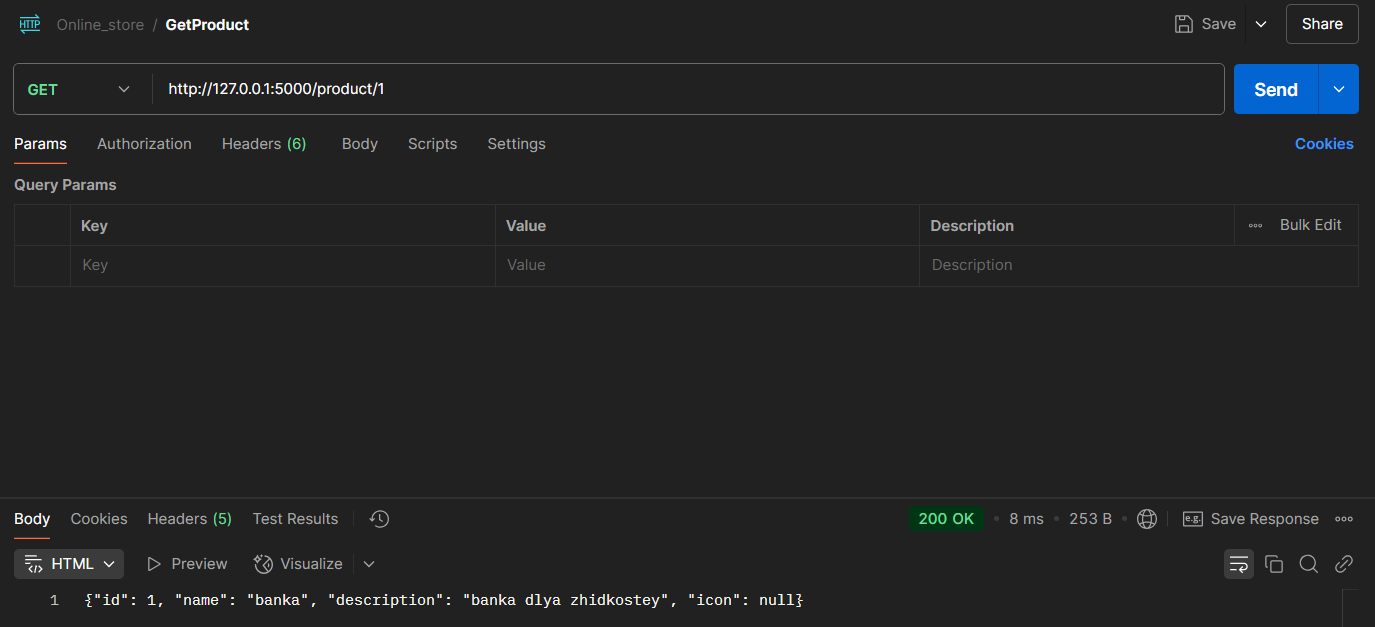 HTTP Online_store / GetProduct Save Share
GET http://127.0.0.1:5000/product/1 Send
Params Authorization Headers (6) Body Scripts Settings Cookies
Query Params
Key Value Description Bulk Edit
Key Value Description
Body Cookies Headers (5) Test Results 200 OK • 8 ms • 253 B • e.g. Save Response
HTML Preview Visualize
1 {"id": 1, "name": "banka", "description": "banka dlya zhidkostey", "icon": null}